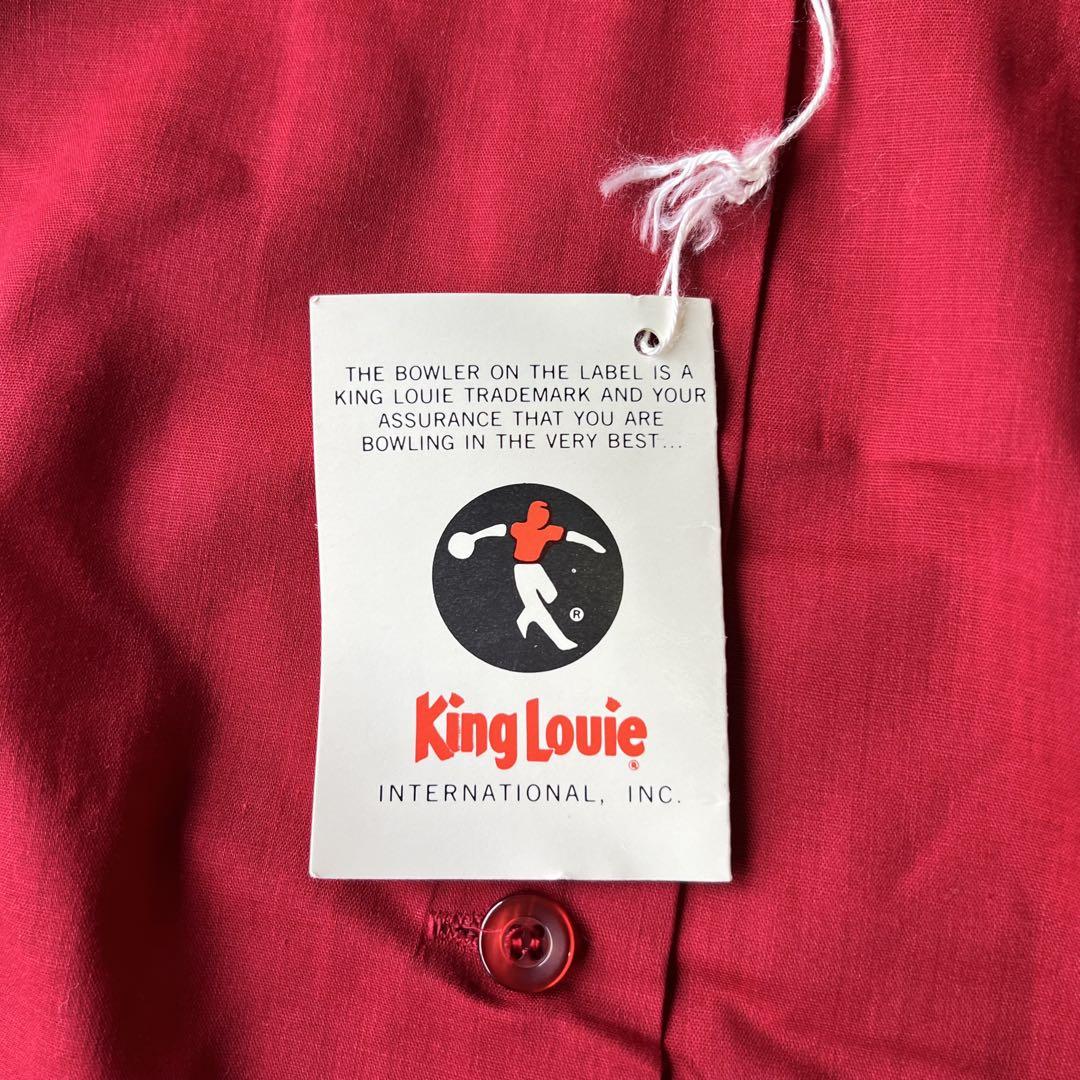 THE BOWLER ON THE LABEL IS A
KING LOUIE TRADEMARK AND YOUR
ASSURANCE THAT YOU ARE
BOWLING IN THE VERY BEST...
®
King Louie®
INTERNATIONAL, INC.